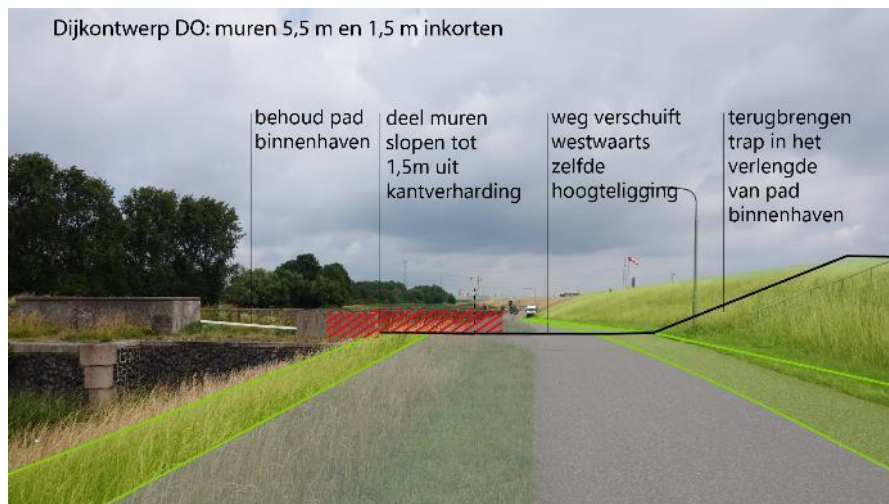 Dijkontwerp DO: muren 5,5 m en 1,5 m inkorten
behoud pad
binnenhaven
deel muren
slopen tot
1,5m uit
kantverharding
weg verschuift
westwaarts
zelfde
hoogteligging
terugbrengen
trap in het
verlengde
van pad
binnenhaven